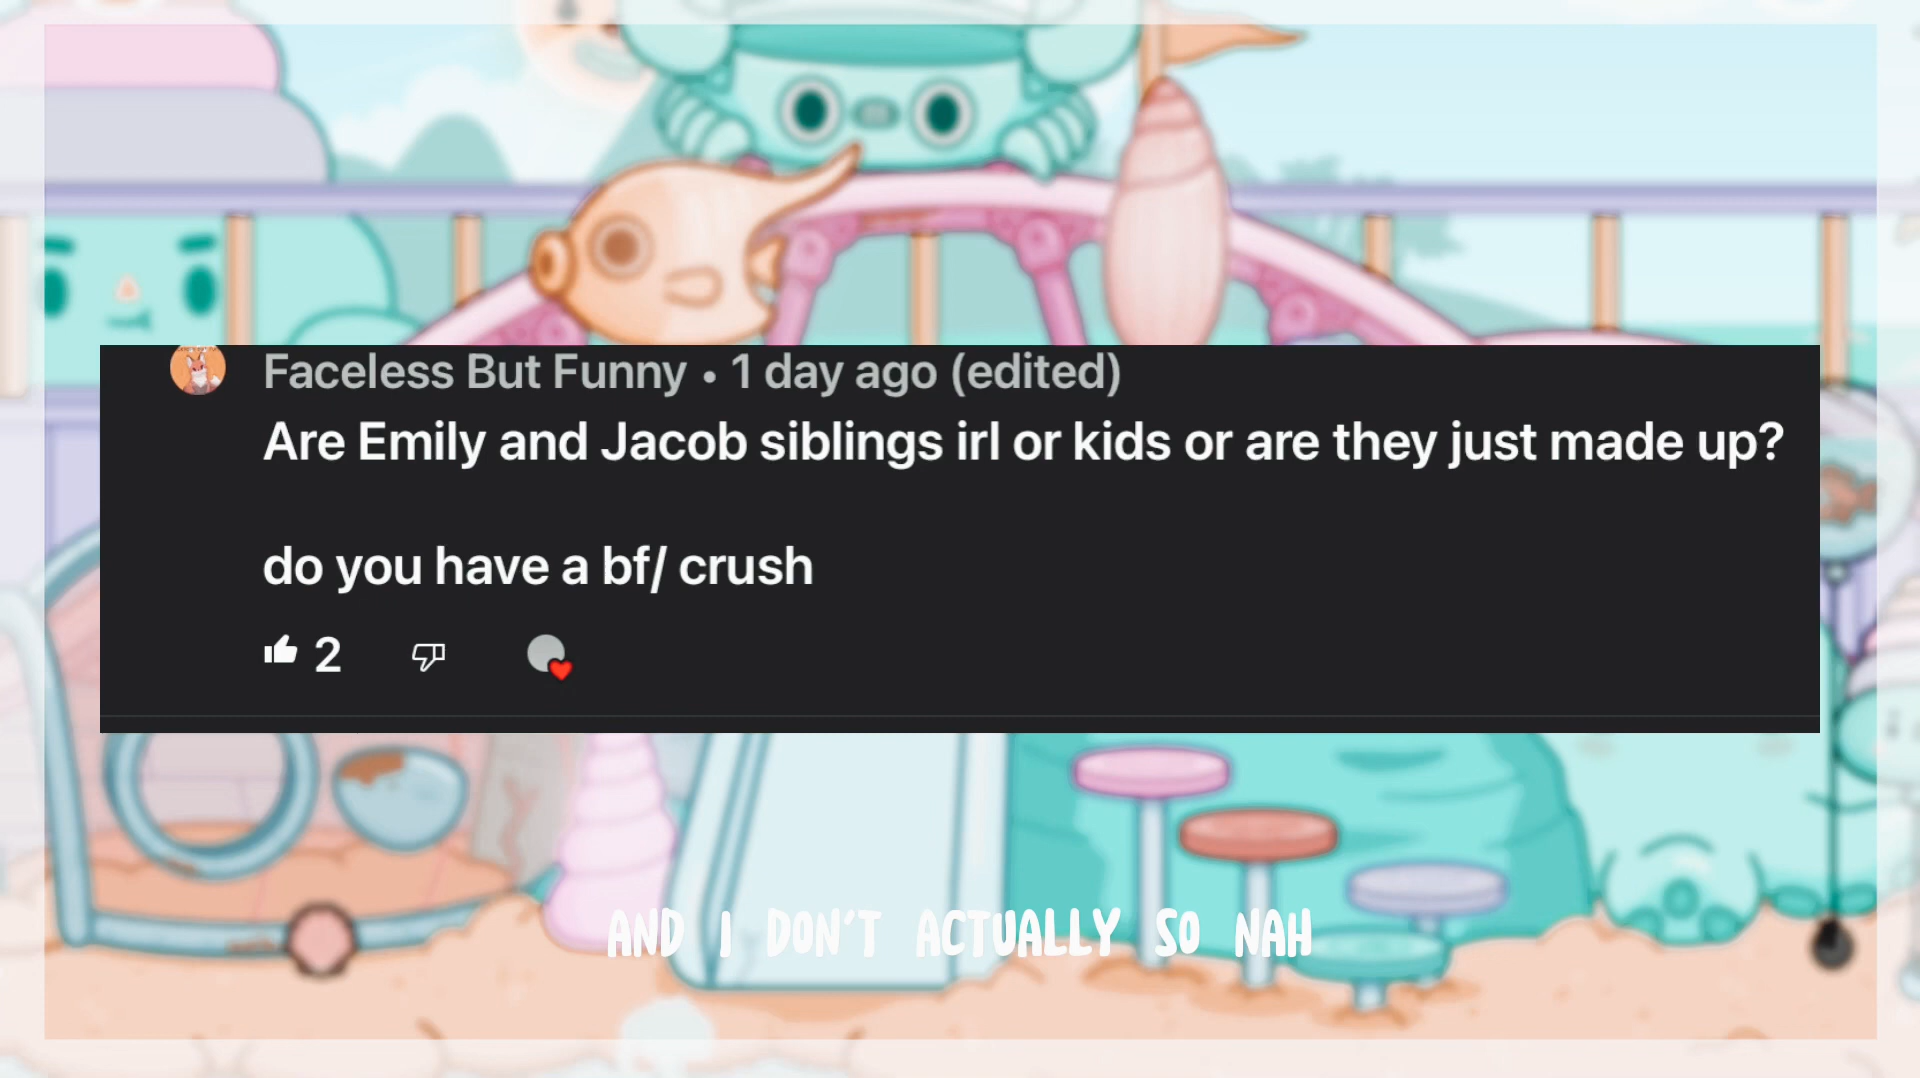 Faceless But Funny • 1 day ago (edited)
Are Emily and Jacob siblings irl or kids or are they just made up?
do you have a bf/ crush
2
AND I DON'T ACTUALLY SO NAH